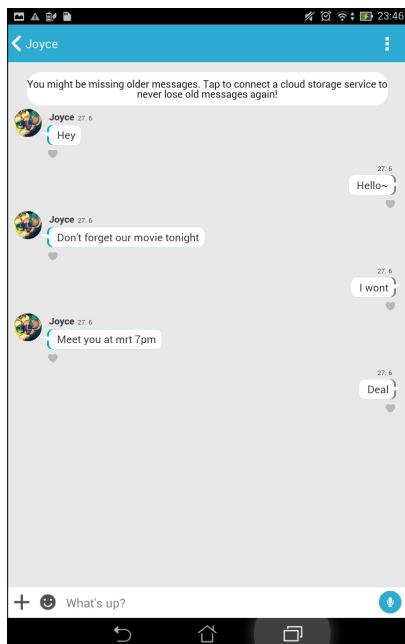 23:46
Joyce
You might be missing older messages. Tap to connect a cloud storage service to
never lose old messages again!
Joyce 27. 6
Hey
27. 6
Hello~
Joyce 27. 6
Don't forget our movie tonight
27. 6
I wont
Joyce 27. 6
Meet you at mrt 7pm
27. 6
Deal
What's up?